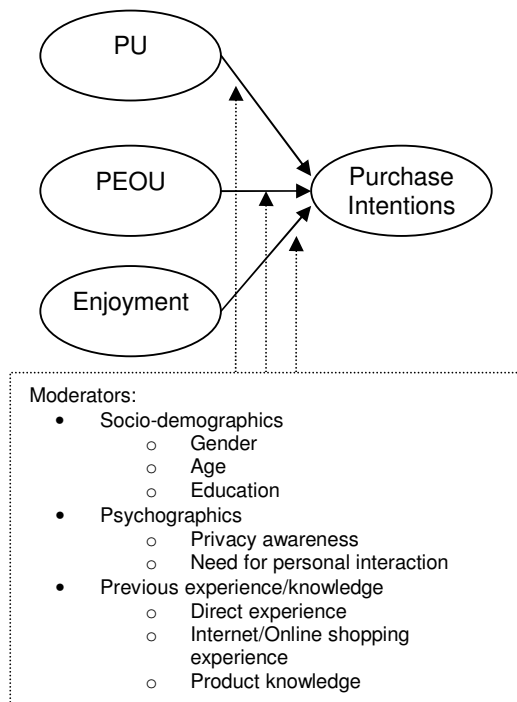 PU
PEOU
Purchase
Intentions
Enjoyment
Moderators:
• Socio-demographics
o Gender
o Age
o Education
• Psychographics
o Privacy awareness
o Need for personal interaction
• Previous experience/knowledge
o Direct experience
o Internet/Online shopping
experience
o Product knowledge